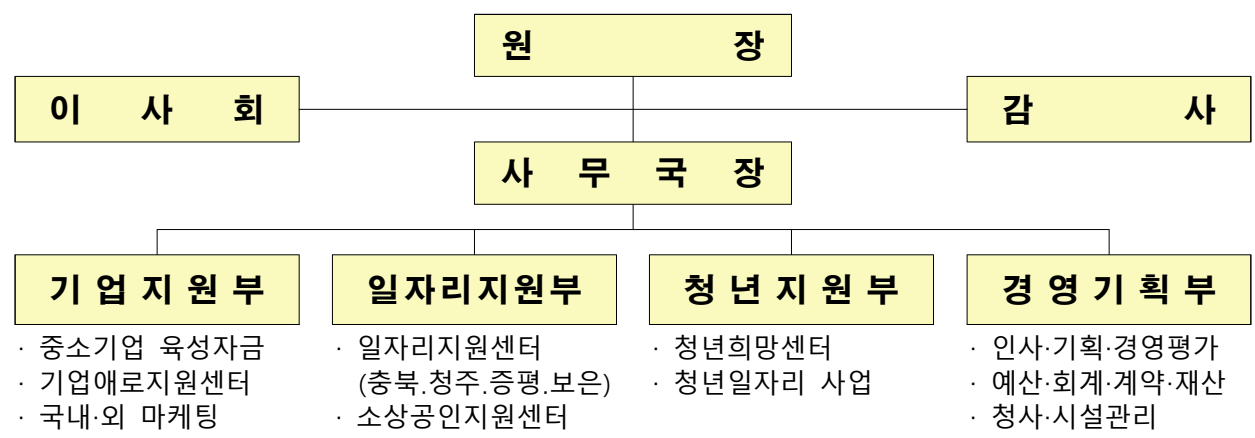 원 장
이 사 회
감 사
사 무 국 장
기 업 지 원 부
일자리지원부
청 년 지 원 부
경 영 기 획 부
· 중소기업 육성자금
· 기업애로지원센터
· 국내·외 마케팅
· 일자리지원센터
(충북.청주.증평.보은)
· 소상공인지원센터
· 청년희망센터
· 청년일자리 사업
· 인사·기획·경영평가
· 예산·회계·계약·재산
· 청사·시설관리